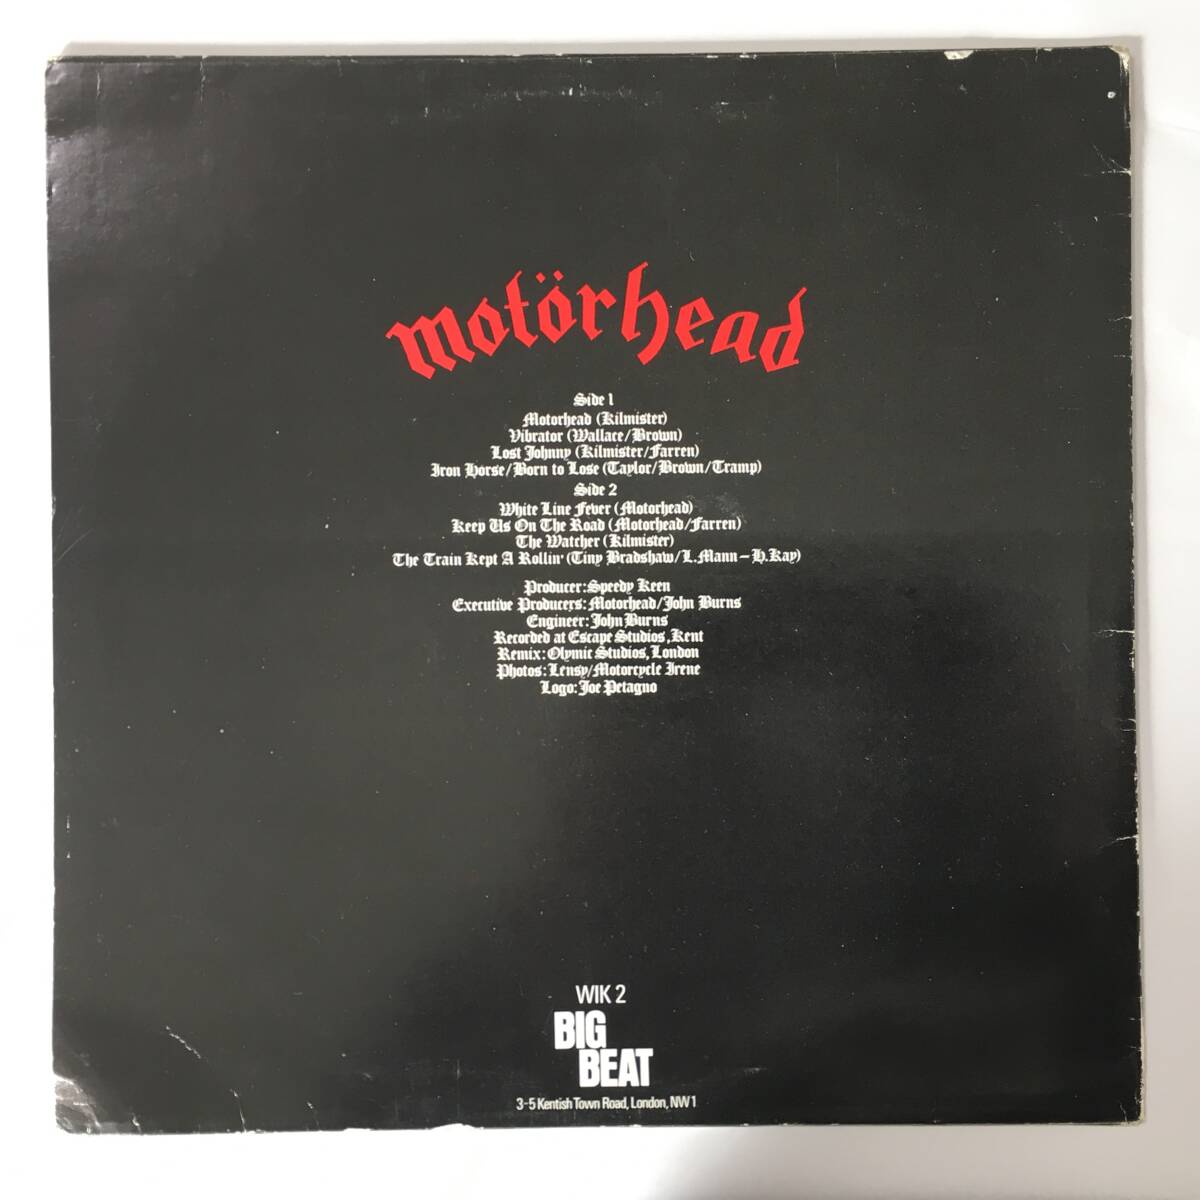 motörhead
Side 1
Motorhead (Kilmister)
Vibrator (Wallace/Brown)
Lost Johnny (Kilmister/Farren)
Iron Horse/Born to Lose (Taylor/Brown/Tramp)
Side 2
White Line Fever (Motorhead)
Keep Us On The Road (Motorhead/Farren)
The Watcher (Kilmister)
The Train Kept A Rollin' (Tiny Bradshaw/L.Mann–H.Kay)
Producer:Speedy Keen
Executive Producers:Motorhead/John Burns
Engineer:John Burns
Recorded at Escape Studios,Kent
Remix:Olymic Studios,London
Photos:Lensy/Motorcycle Irene
Logo:Joe Petagno
WIK 2
BIG
BEAT
3-5 Kentish Town Road, London, NW1